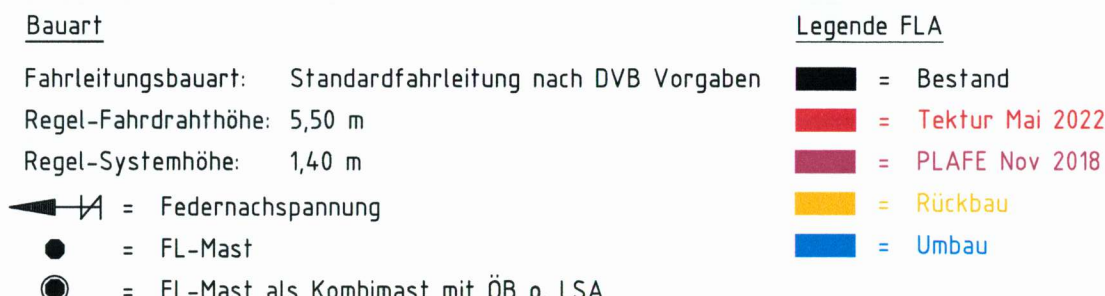 Bauart
Fahrleitungsbauart: Standardfahrleitung nach DVB Vorgaben
Regel-Fahrdrahthöhe: 5,50 m
Regel-Systemhöhe: 1,40 m
= Federnachspannung
= FL-Mast
= FL-Mast als Kombimast mit ÖB o. LSA
Legende FLA
= Bestand
= Tektur Mai 2022
= PLAFE Nov 2018
= Rückbau
= Umbau